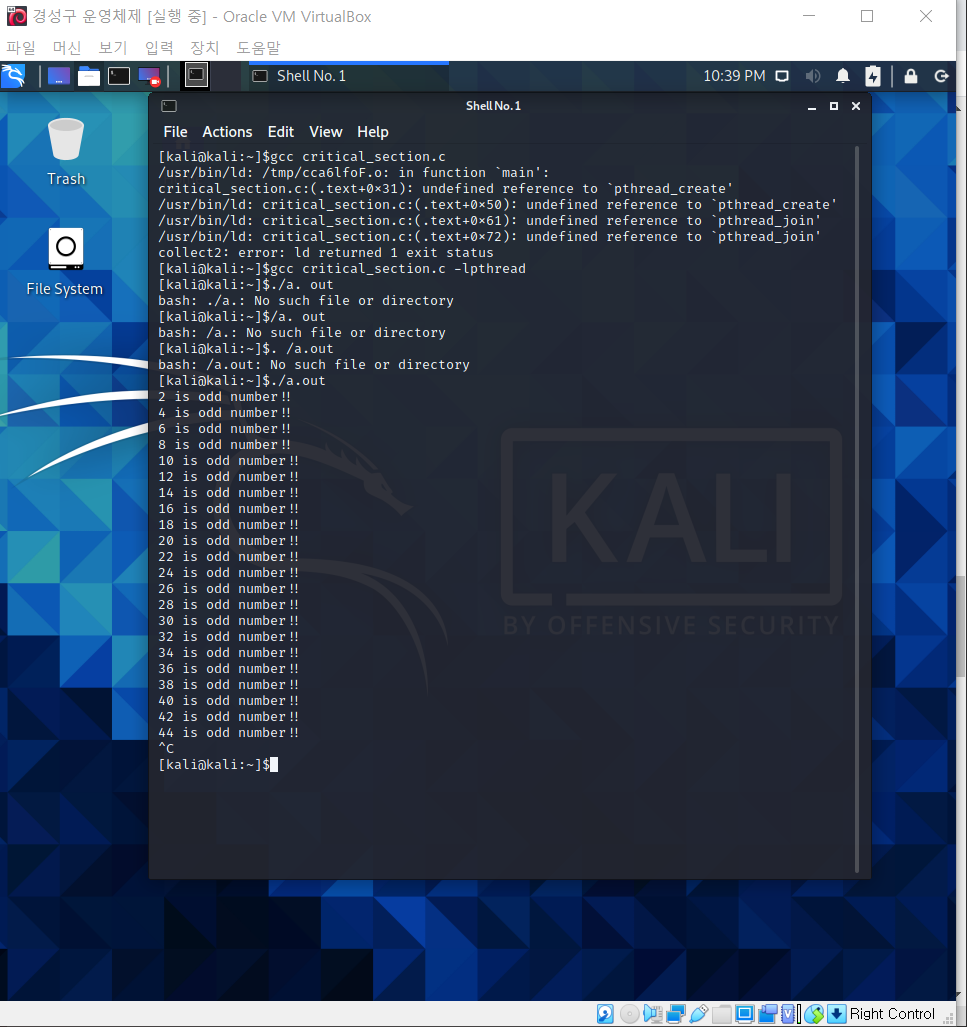 경성구 운영체제 [실행 중] - Oracle VM VirtualBox
파일 머신 보기 입력 장치 도움말
Shell No. 1
10:39 PM
Shell No. 1
File Actions Edit View Help
Trash
File System
[kali@kali:~]$gcc critical_section.c
/usr/bin/ld: /tmp/cca6lfoF.o: in function `main':
critical_section.c:(.text+0×31): undefined reference to `pthread_create'
/usr/bin/ld: critical_section.c:(.text+0×50): undefined reference to `pthread_create'
/usr/bin/ld: critical_section.c:(.text+0×61): undefined reference to `pthread_join'
/usr/bin/ld: critical_section.c:(.text+0×72): undefined reference to `pthread_join'
collect2: error: ld returned 1 exit status
[kali@kali:~]$gcc critical_section.c -lpthread
[kali@kali:~]$./a. out
bash: ./a.: No such file or directory
[kali@kali:~]$/a. out
bash: /a.: No such file or directory
[kali@kali:~]$. /a.out
bash: /a.out: No such file or directory
[kali@kali:~]$./a.out
2 is odd number!!
4 is odd number!!
6 is odd number!!
8 is odd number!!
10 is odd number!!
12 is odd number!!
14 is odd number!!
16 is odd number!!
18 is odd number!!
20 is odd number!!
22 is odd number!!
24 is odd number!!
26 is odd number!!
28 is odd number!!
30 is odd number!!
32 is odd number!!
34 is odd number!!
36 is odd number!!
38 is odd number!!
40 is odd number!!
42 is odd number!!
44 is odd number!!
^C
[kali@kali:~]$
KALI
BY OFFENSIVE SECURITY
Right Control